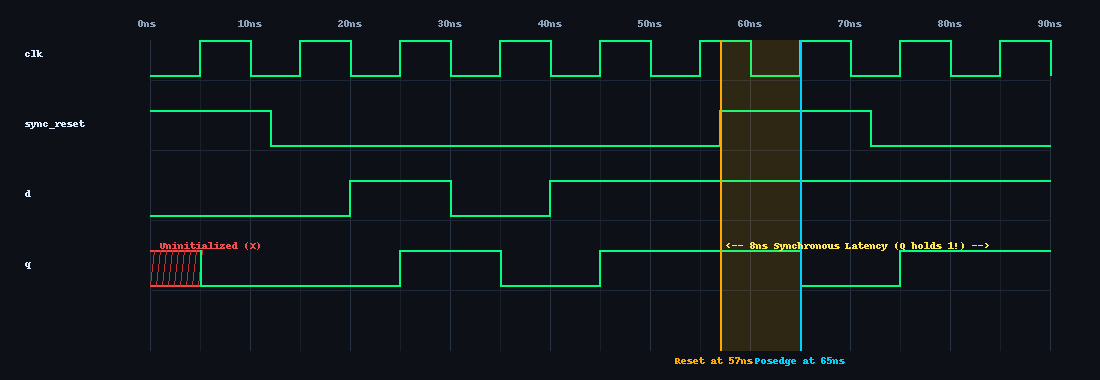 0ns 10ns 20ns 30ns 40ns 50ns 60ns 70ns 80ns 90ns
clk
sync_reset
d
Uninitialized (X) <-- 8ns Synchronous Latency (Q holds 1!) -->
q
Reset at 57ns Posedge at 65ns